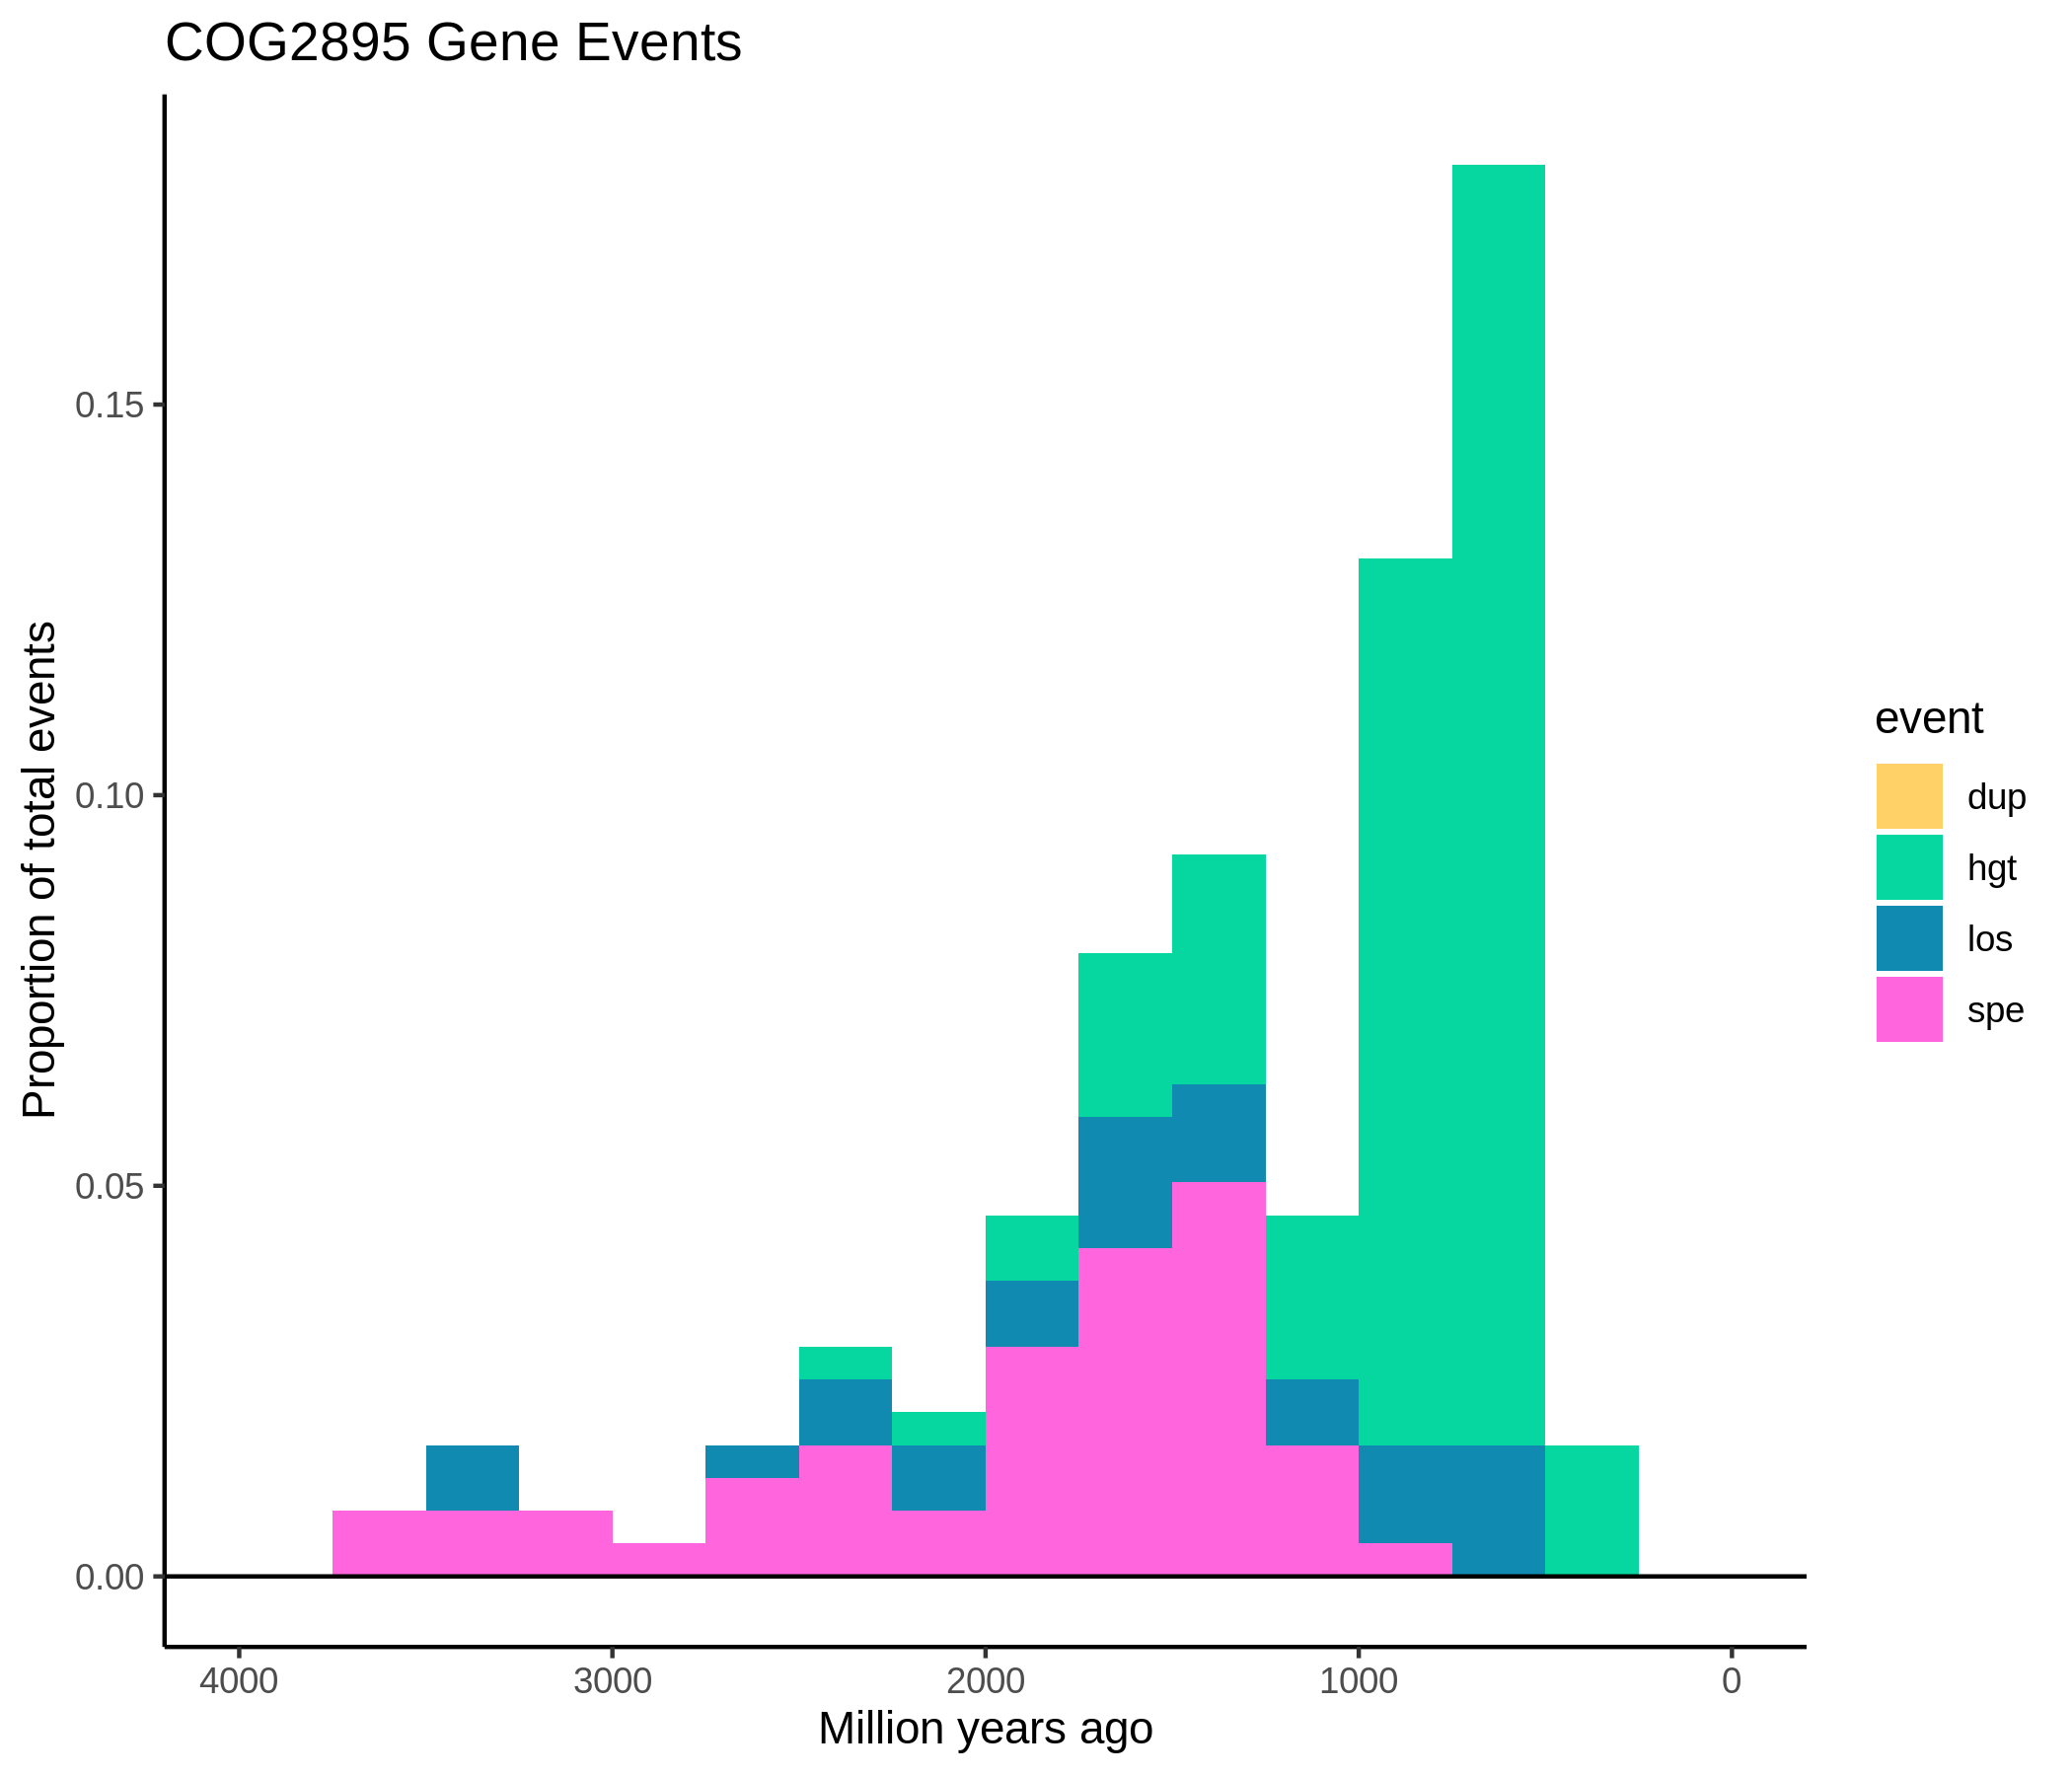 COG2895 Gene Events
Proportion of total events
0.15
0.10
0.05
0.00
4000 3000 2000 1000 0
Million years ago
event
dup
hgt
los
spe